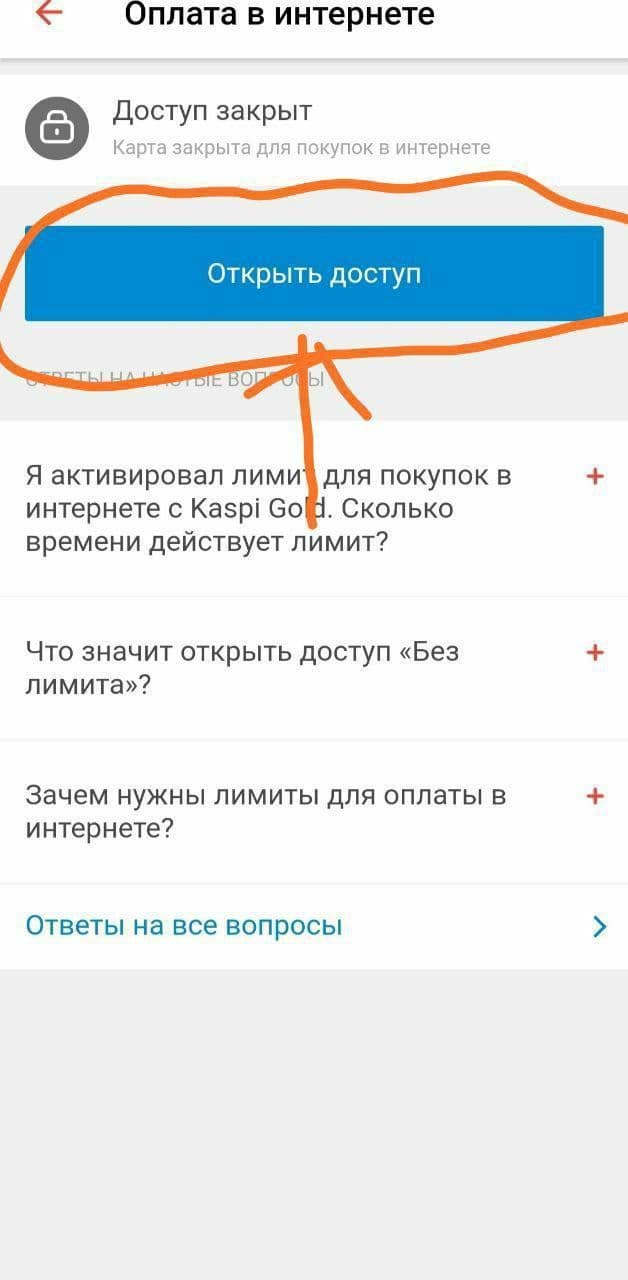 Оплата в интернете
Доступ закрыт
Карта закрыта для покупок в интернете
Открыть доступ
ОТВЕТЫ НА ЧАСТЫЕ ВОПРОСЫ
Я активировал лимит для покупок в
интернете с Kaspi Gold. Сколько
времени действует лимит?
Что значит открыть доступ «Без
лимита»?
Зачем нужны лимиты для оплаты в
интернете?
Ответы на все вопросы